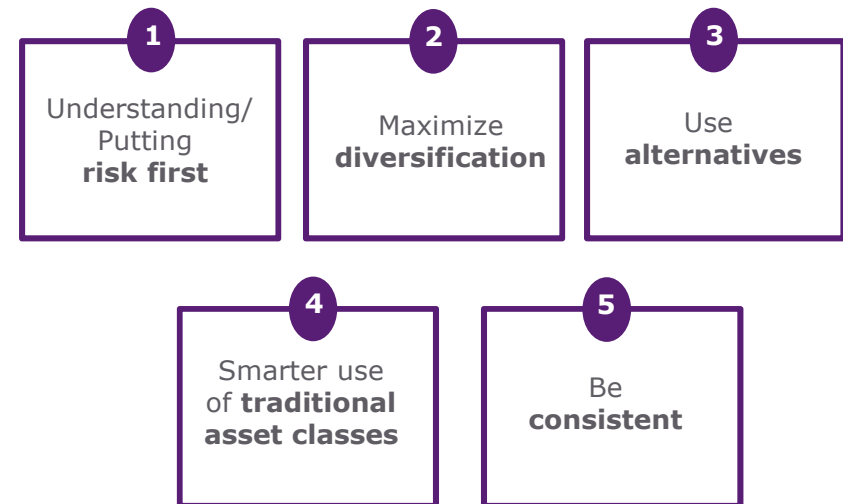 1
Understanding/
Putting
risk first
2
Maximize
diversification
3
Use
alternatives
4
Smarter use
of traditional
asset classes
5
Be
consistent